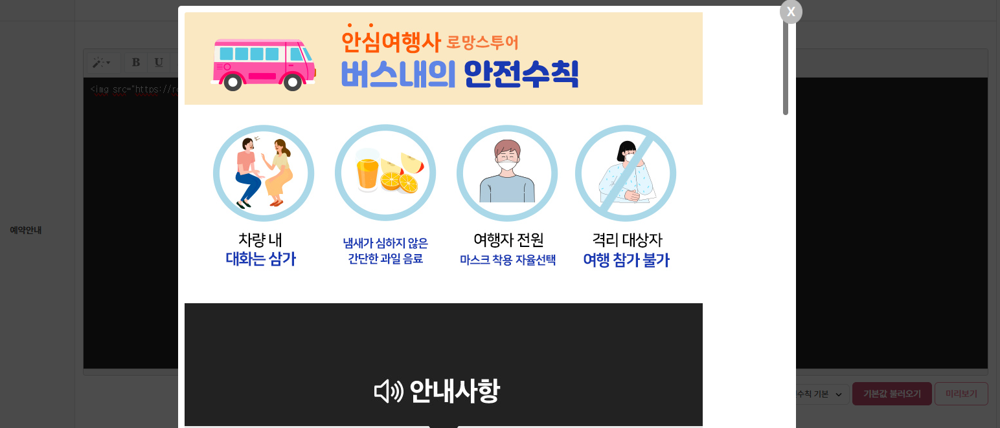 X
안심여행사 로망스투어
버스내의 안전수칙
B U
<img src="https://
예약안내
차량 내
대화는 삼가
냄새가 심하지 않은
간단한 과일 음료
여행자 전원
마스크 착용 자율선택
격리 대상자
여행 참가 불가
안내사항
수칙 기본
기본값 불러오기
미리보기